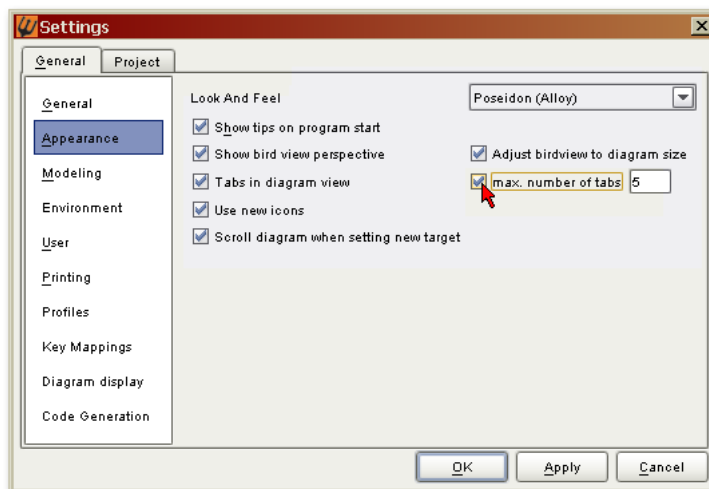 Settings
General Project
General
Appearance
Modeling
Environment
User
Printing
Profiles
Key Mappings
Diagram display
Code Generation
Look And Feel Poseidon (Alloy)
Show tips on program start
Show bird view perspective Adjust birdview to diagram size
Tabs in diagram view max. number of tabs 5
Use new icons
Scroll diagram when setting new target
OK Apply Cancel